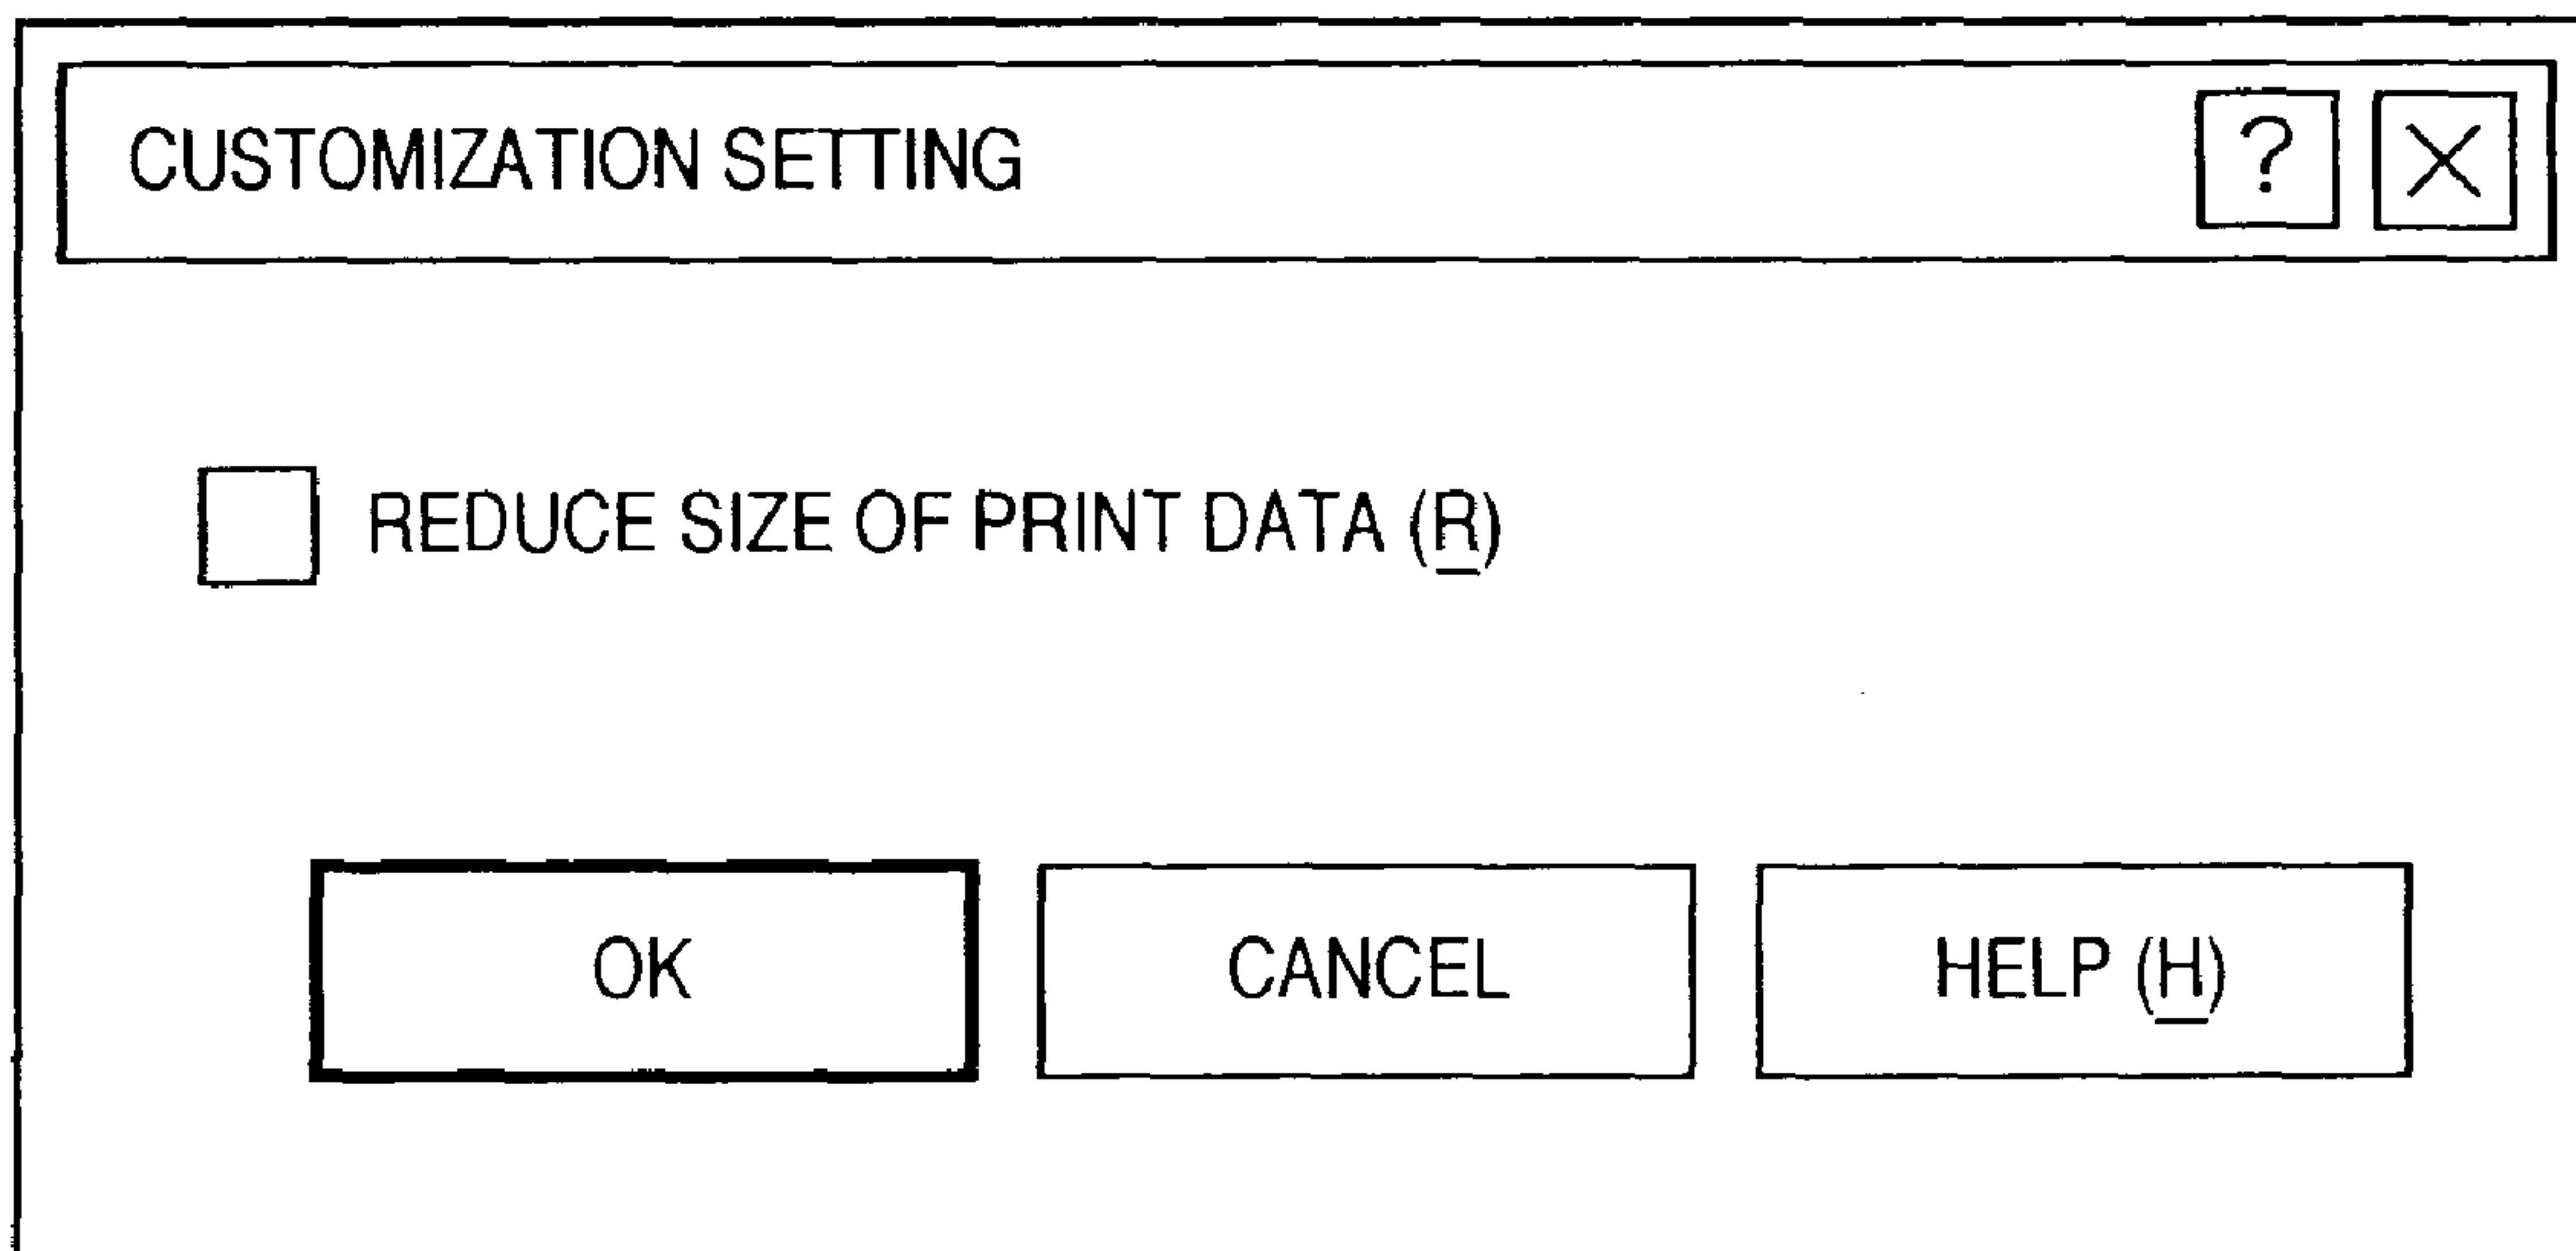 CUSTOMIZATION SETTING ? X
REDUCE SIZE OF PRINT DATA (R)
OK CANCEL HELP (H)